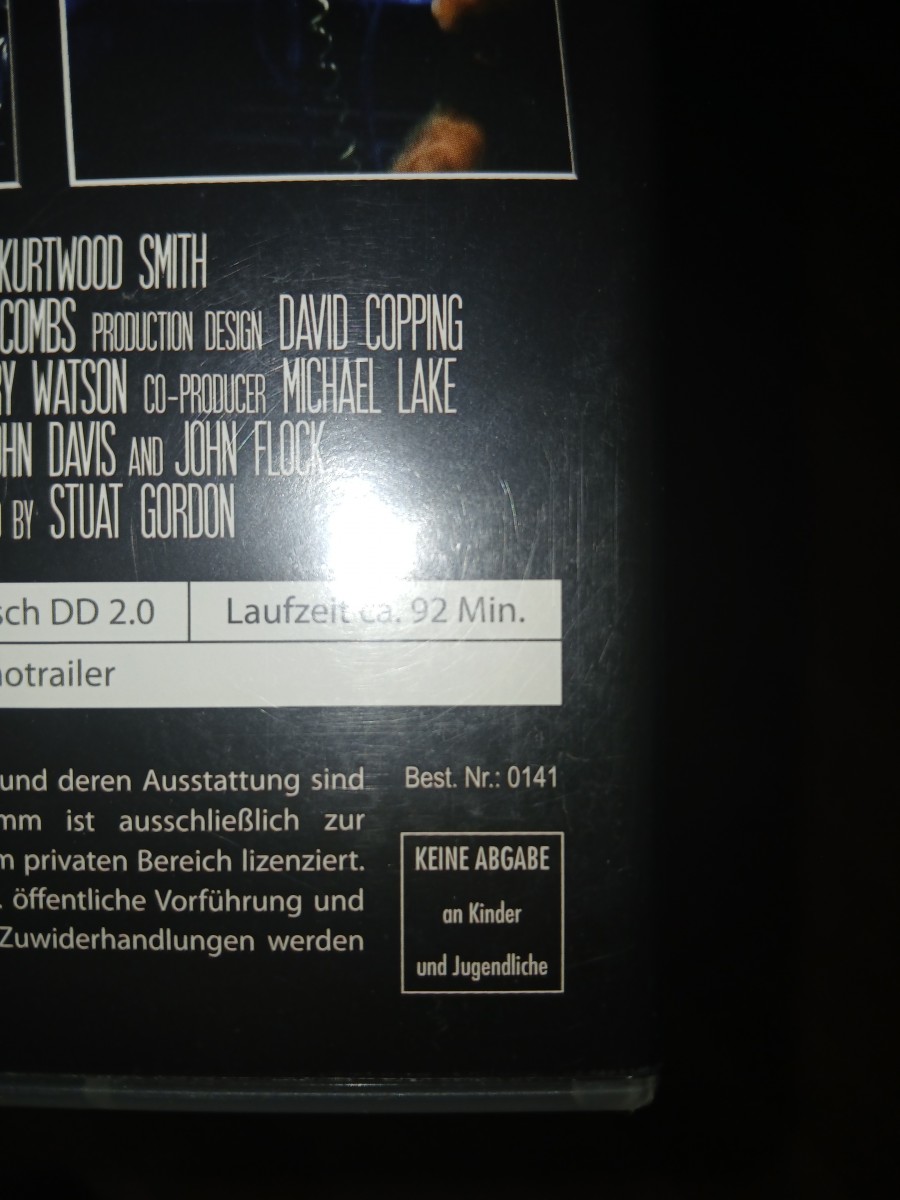 KURTWOOD SMITH
COMBS PRODUCTION DESIGN DAVID COPPING
RY WATSON CO-PRODUCER MICHAEL LAKE
OHN DAVIS AND JOHN FLOCK
D BY STUAT GORDON
sch DD 2.0 Laufzeit ca. 92 Min.
otrailer
und deren Ausstattung sind
mm ist ausschließlich zur
m privaten Bereich lizenziert.
. öffentliche Vorführung und
Zuwiderhandlungen werden
Best. Nr.: 0141
KEINE ABGABE
an Kinder
und Jugendliche